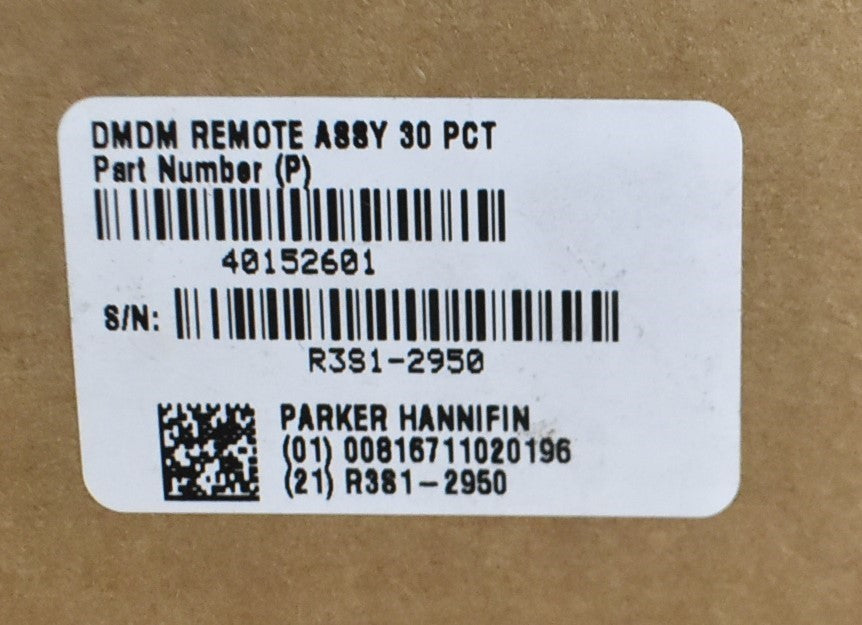 DMDM REMOTE ASSY 30 PCT
Part Number (P)
40152601
S/N:
R3S1-2950
PARKER HANNIFIN
(01) 00816711020196
(21) R3S1-2950